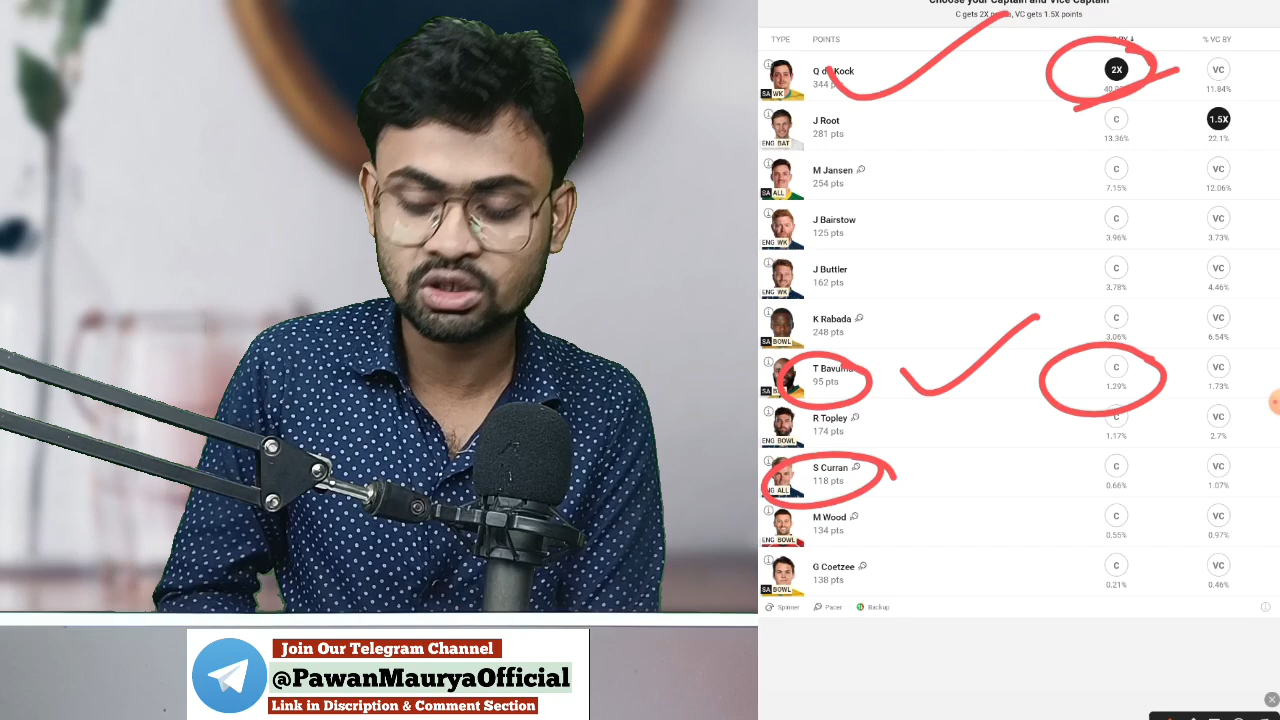 Choose your Captain and Vice Captain
C gets 2X points, VC gets 1.5X points
TYPE POINTS % VC BY
Q de Kock 2X VC
344 pts 11.84%
SA WK
J Root C 1.5X
281 pts 13.36% 22.1%
ENG BAT
M Jansen C VC
254 pts 7.15% 12.06%
SA ALL
J Bairstow C VC
125 pts 3.96% 3.73%
ENG WK
J Buttler C VC
162 pts 3.78% 4.46%
ENG WK
K Rabada C VC
248 pts 3.06% 6.54%
SA BOWL
T Bavuma C VC
95 pts 1.29% 1.73%
SA
R Topley C VC
174 pts 1.17% 2.7%
ENG BOWL
S Curran C VC
118 pts 0.66% 1.07%
ALL
M Wood C VC
134 pts 0.55% 0.97%
ENG BOWL
G Coetzee C VC
138 pts 0.21% 0.46%
SA BOWL
Spinner Pacer Backup
Join Our Telegram Channel
@PawanMauryaOfficial
Link in Discription & Comment Section